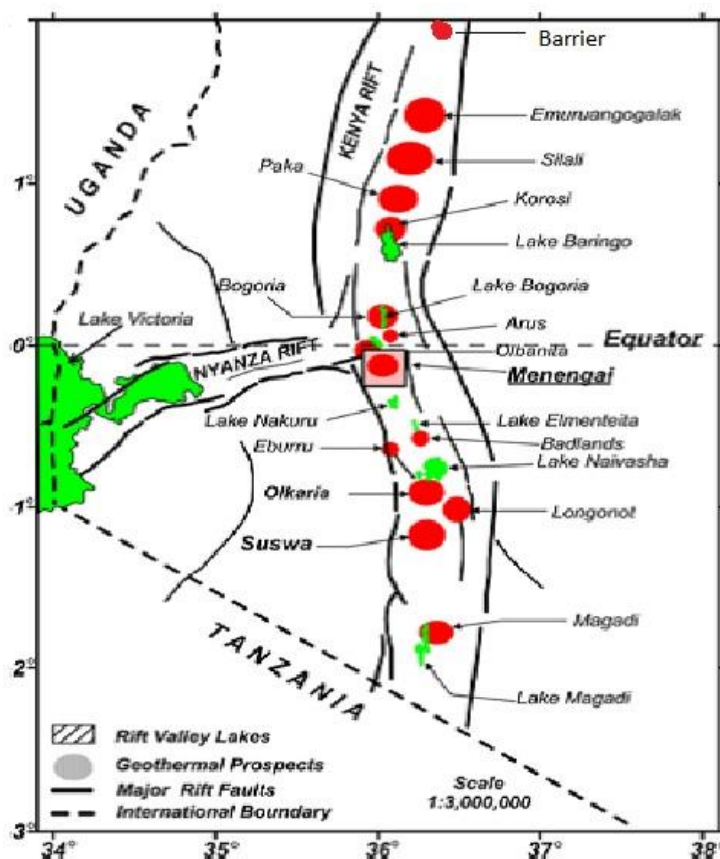 Barrier
UGANDA
KENYA RIFT
Emuruangogalak
Silali
Paka
1°
Korosi
Lake Baringo
Bogoria
Lake Bogoria
Lake Victoria
Arus
0°
Equator
NYANZA RIFT
Olbanita
Menengai
Lake Nakuru
Lake Elmenteita
Eburru
Badlands
Lake Naivasha
Olkaria
-1°
Longonot
Suswa
Magadi
TANZANIA
2°
Lake Magadi
Rift Valley Lakes
Geothermal Prospects
Major Rift Faults
International Boundary
Scale
1:3,000,000
3°
34° 35° 36° 37° 38°